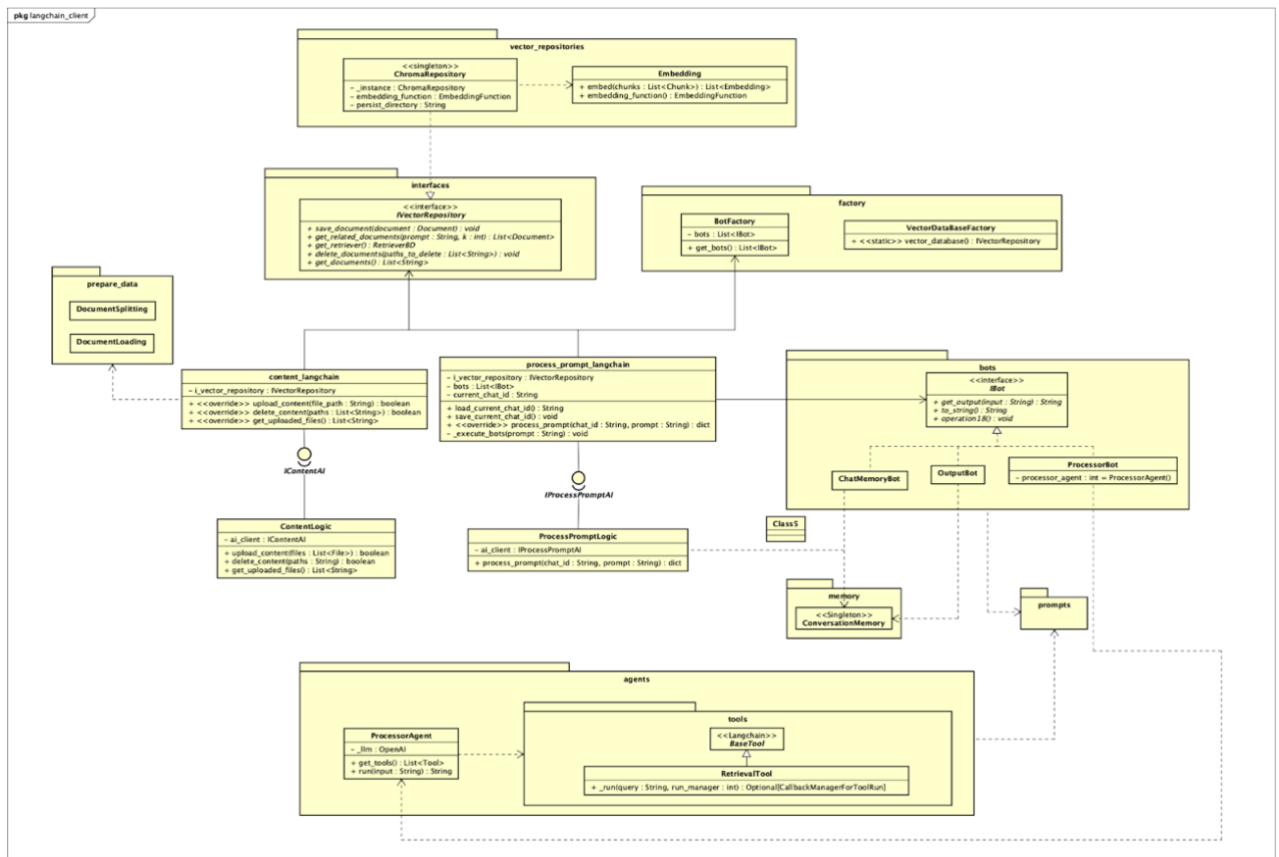 pkg langchain_client
vector_repositories
<<singleton>>
ChromaRepository
- _instance : ChromaRepository
- embedding_function : EmbeddingFunction
- persist_directory : String
Embedding
+ embed(chunks : List<Chunk>) : List<Embedding>
+ embedding_function() : EmbeddingFunction
interfaces
<<interface>>
IVectorRepository
+ save_document(document : Document) : void
+ get_related_documents(prompt : String, k : int) : List<Document>
+ get_retriever() : RetrieverBD
+ delete_documents(paths_to_delete : List<String>) : void
+ get_documents() : List<String>
factory
BotFactory
- bots : List<IBot>
+ get_bots() : List<IBot>
VectorDataBaseFactory
+ <<static>> vector_database() : IVectorRepository
prepare_data
DocumentSplitting
DocumentLoading
content_langchain
- i_vector_repository : IVectorRepository
+ <<override>> upload_content(file_path : String) : boolean
+ <<override>> delete_content(paths : List<String>) : boolean
+ <<override>> get_uploaded_files() : List<String>
process_prompt_langchain
- i_vector_repository : IVectorRepository
- bots : List<IBot>
- current_chat_id : String
+ load_current_chat_id() : String
+ save_current_chat_id() : void
+ <<override>> process_prompt(chat_id : String, prompt : String) : dict
- _execute_bots(prompt : String) : void
bots
<<interface>>
IBot
+ get_output(input : String) : String
+ to_string() : String
+ operation18() : void
ChatMemoryBot
OutputBot
ProcessorBot
- processor_agent : int = ProcessorAgent()
IContentAI
IProcessPromptAI
ContentLogic
- ai_client : IContentAI
+ upload_content(files : List<File>) : boolean
+ delete_content(paths : String) : boolean
+ get_uploaded_files() : List<String>
ProcessPromptLogic
- ai_client : IProcessPromptAI
+ process_prompt(chat_id : String, prompt : String) : dict
Class5
memory
<<Singleton>>
ConversationMemory
prompts
agents
ProcessorAgent
- _llm : OpenAI
+ get_tools() : List<Tool>
+ run(input : String) : String
tools
<<Langchain>>
BaseTool
RetrievalTool
+ _run(query : String, run_manager : int) : Optional[CallbackManagerForToolRun]